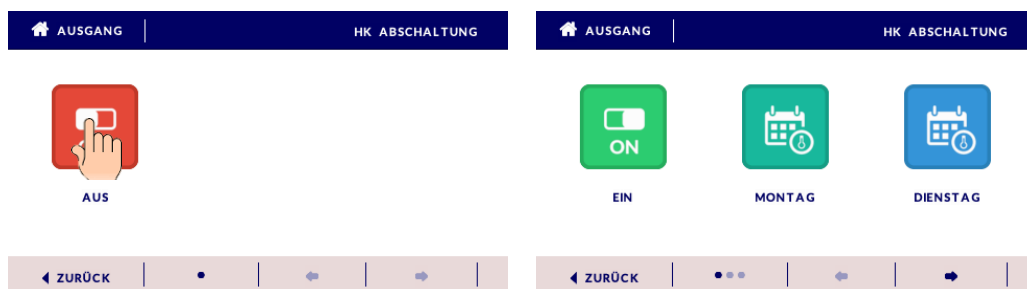 AUSGANG
HK ABSCHALTUNG
AUS
ZURÜCK
AUSGANG
HK ABSCHALTUNG
ON
EIN
MONTAG
DIENSTAG
ZURÜCK